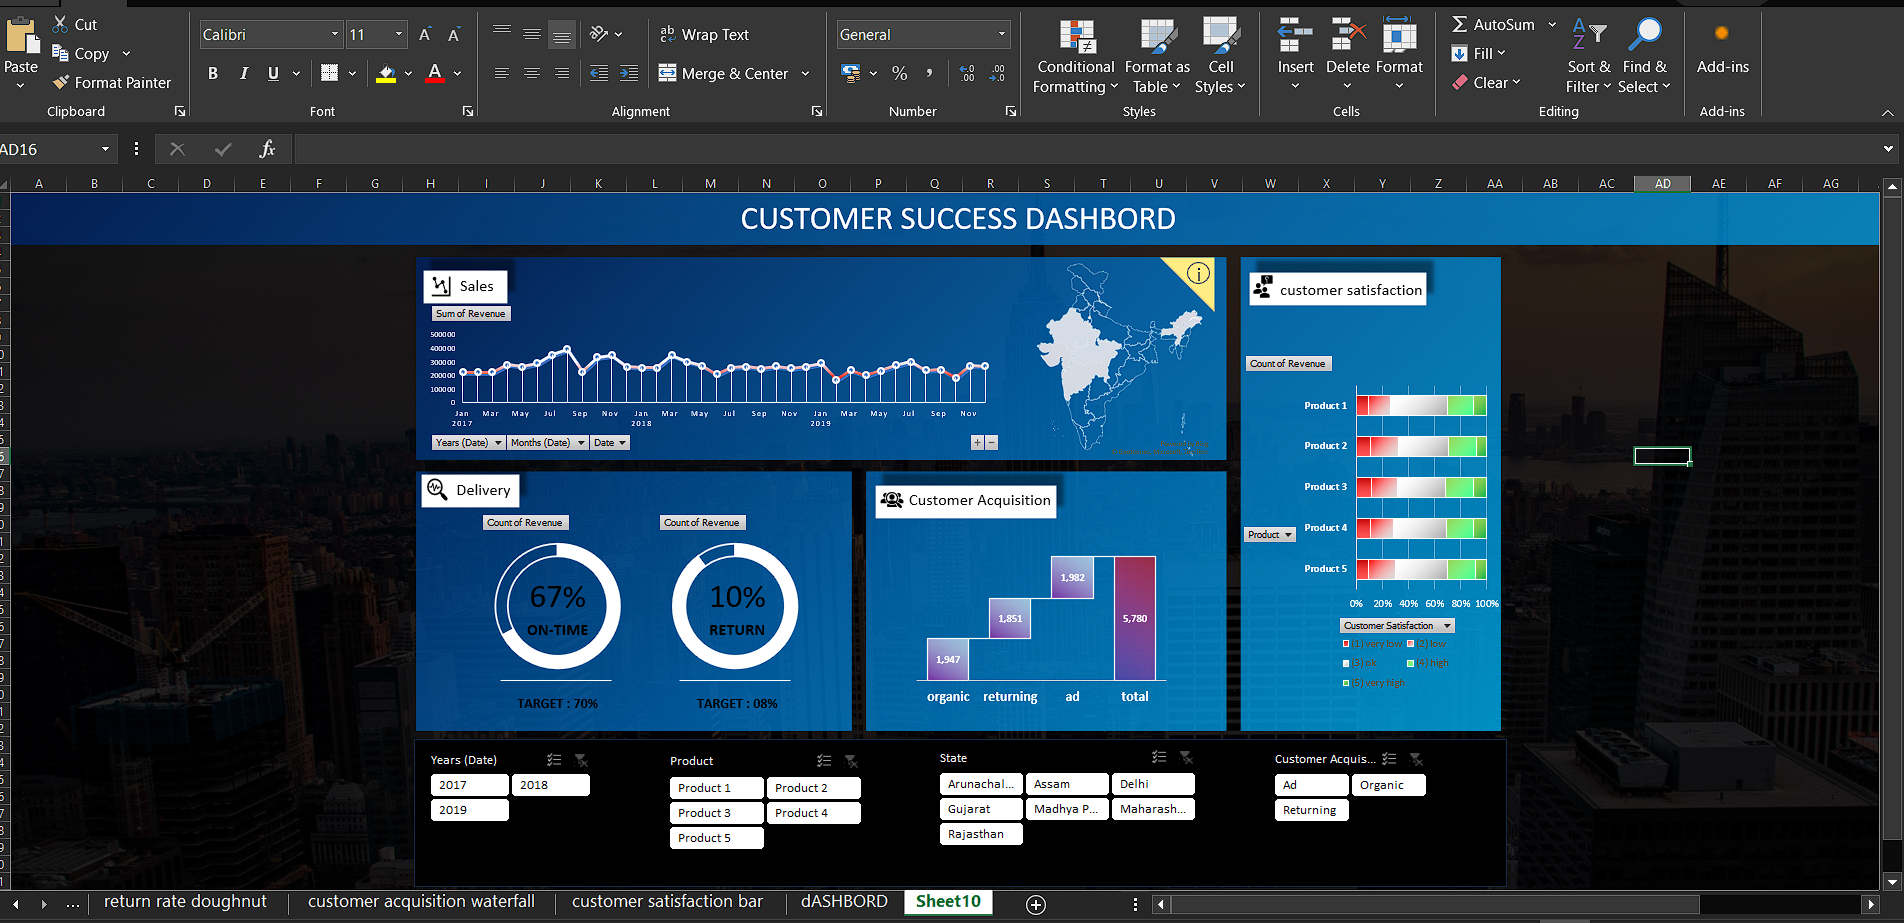 Paste
Cut
Copy
Format Painter
Clipboard
Calibri
11
A
A
B
I
U
A
Font
ab
Wrap Text
Merge & Center
Alignment
General
%
Number
Conditional
Formatting
Format as
Table
Cell
Styles
Styles
Insert
Delete
Format
Cells
AutoSum
Fill
Clear
Sort &
Filter
Find &
Select
Editing
Add-ins
Add-ins
AD16
fx
A B C D E F G H I J K L M N O P Q R S T U V W X Y Z AA AB AC AD AE AF AG
CUSTOMER SUCCESS DASHBORD
Sales
Sum of Revenue
500000
400000
300000
200000
100000
0
Jan Mar May Jul Sep Nov Jan Mar May Jul Sep Nov Jan Mar May Jul Sep Nov
2017 2018 2019
Years (Date) Months (Date) Date
+ −
customer satisfaction
Count of Revenue
Product 1
Product 2
Product 3
Product 4
Product 5
Product
0% 20% 40% 60% 80% 100%
Customer Satisfaction
(1) very low (2) low
(3) ok (4) high
(5) very high
Delivery
Count of Revenue
67%
ON-TIME
TARGET : 70%
Count of Revenue
10%
RETURN
TARGET : 08%
Customer Acquisition
1,982
1,851
5,780
1,947
organic returning ad total
Years (Date)
2017 2018
2019
Product
Product 1 Product 2
Product 3 Product 4
Product 5
State
Arunachal... Assam Delhi
Gujarat Madhya P... Maharash...
Rajasthan
Customer Acquis...
Ad Organic
Returning
... return rate doughnut customer acquisition waterfall customer satisfaction bar dASHBORD Sheet10